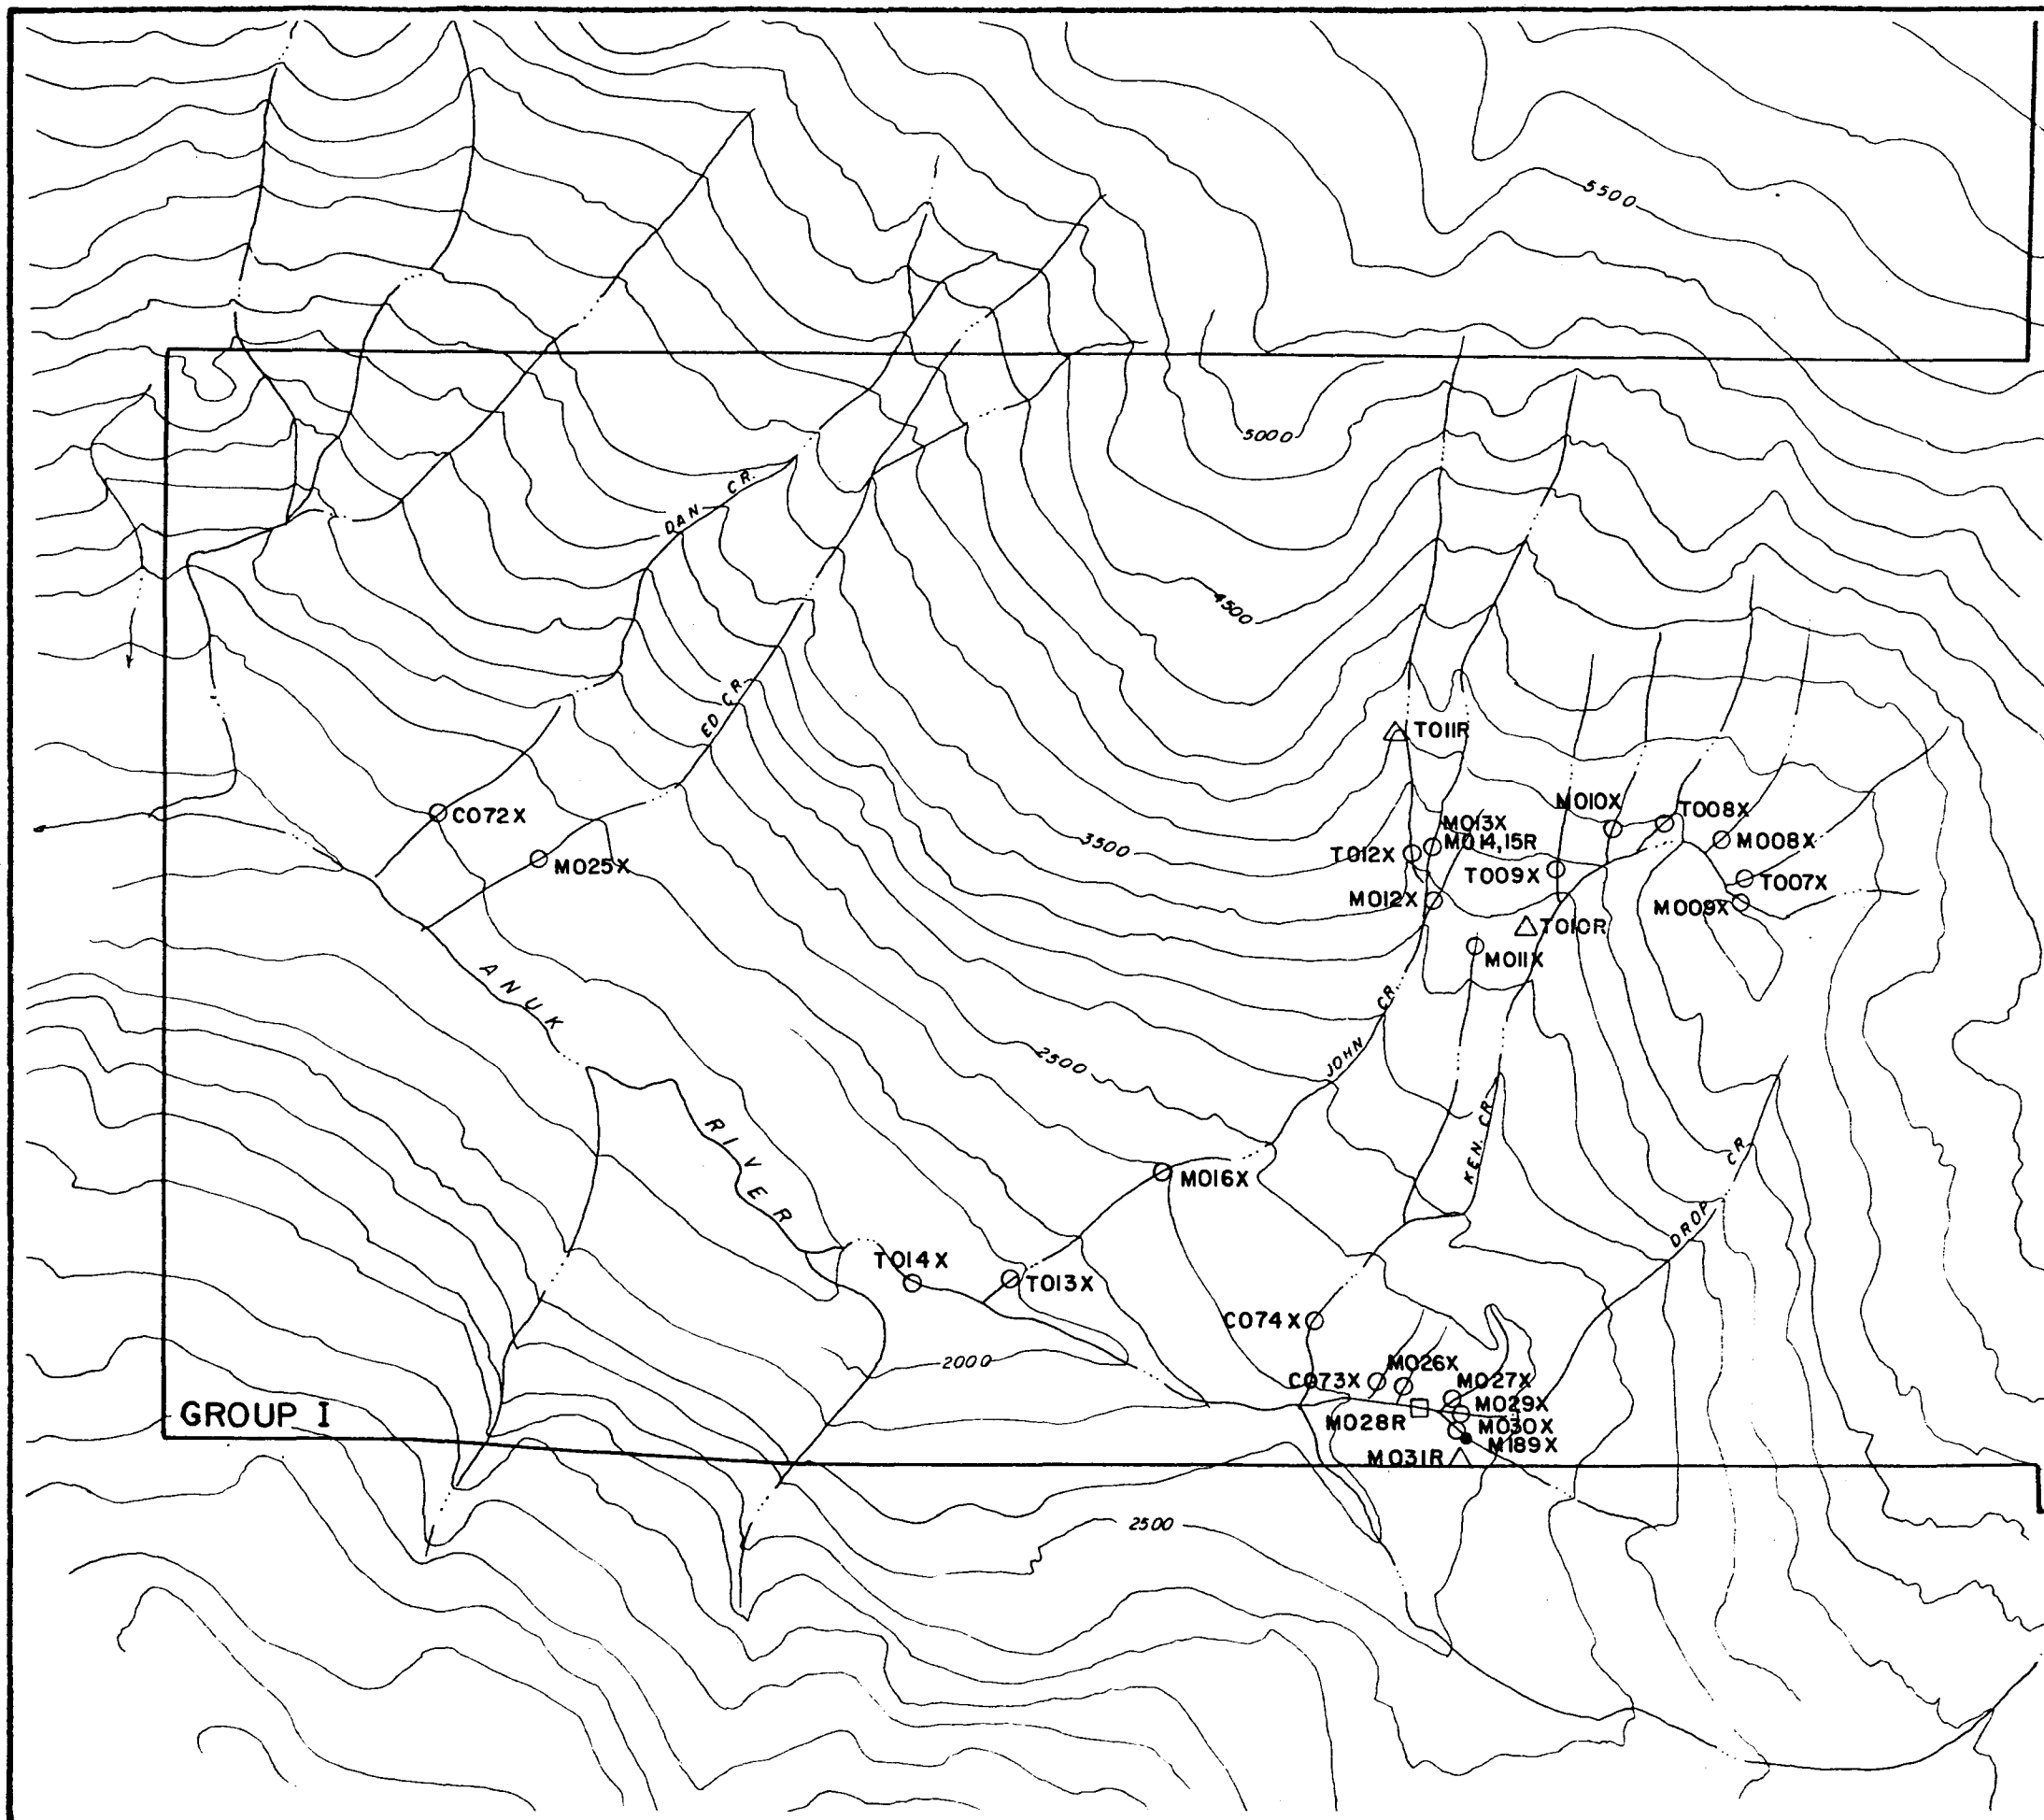 5500
5000
DAN CR.
4500
ED CR.
T011R
M010X
T008X
C072X
3500
M013X
M014,15R
M008X
T012X
M025X
T009X
T007X
M012X
M009X
T010R
M011X
ANUK RIVER
JOHN CR.
2500
KEN. CR.
DROP CR.
M016X
T014X
T013X
C074X
2000
M026X
C073X
M027X
M029X
GROUP I
M028R
M030X
M189X
M031R
2500